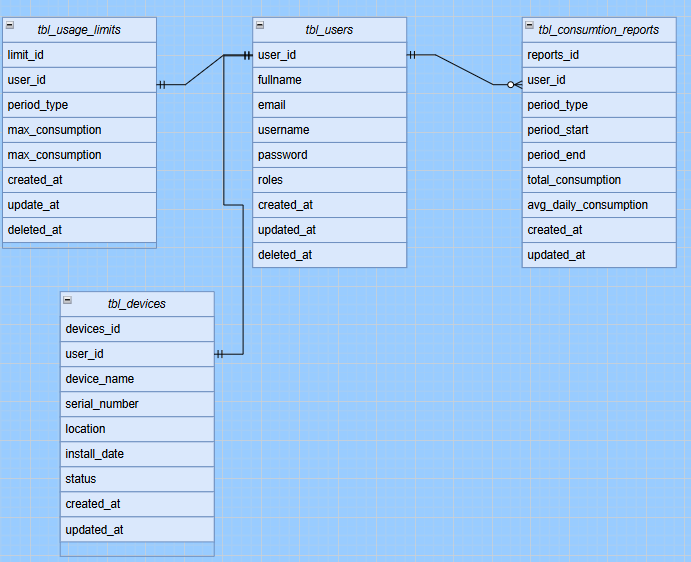 tbl_usage_limits
limit_id
user_id
period_type
max_consumption
max_consumption
created_at
update_at
deleted_at
tbl_users
user_id
fullname
email
username
password
roles
created_at
updated_at
deleted_at
tbl_consumtion_reports
reports_id
user_id
period_type
period_start
period_end
total_consumption
avg_daily_consumption
created_at
updated_at
tbl_devices
devices_id
user_id
device_name
serial_number
location
install_date
status
created_at
updated_at